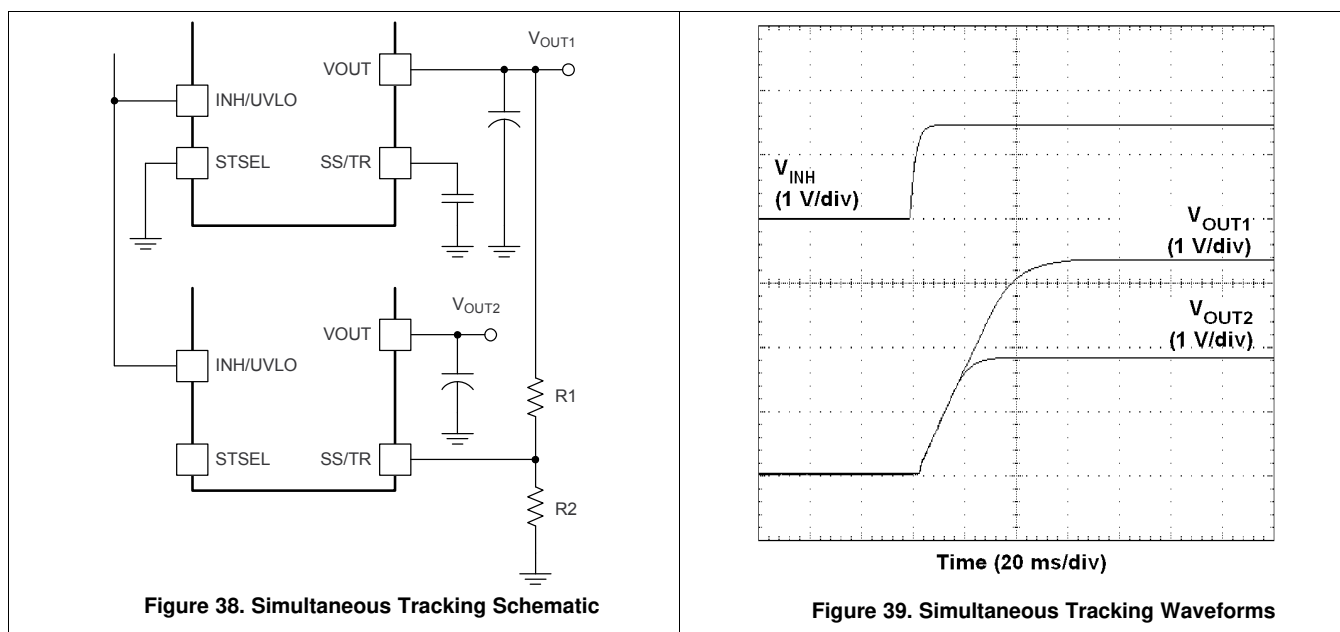 VOUT1
VOUT
INH/UVLO
STSEL
SS/TR
VOUT2
VOUT
INH/UVLO
R1
STSEL
SS/TR
R2
Figure 38. Simultaneous Tracking Schematic
VINH
(1 V/div)
VOUT1
(1 V/div)
VOUT2
(1 V/div)
Time (20 ms/div)
Figure 39. Simultaneous Tracking Waveforms